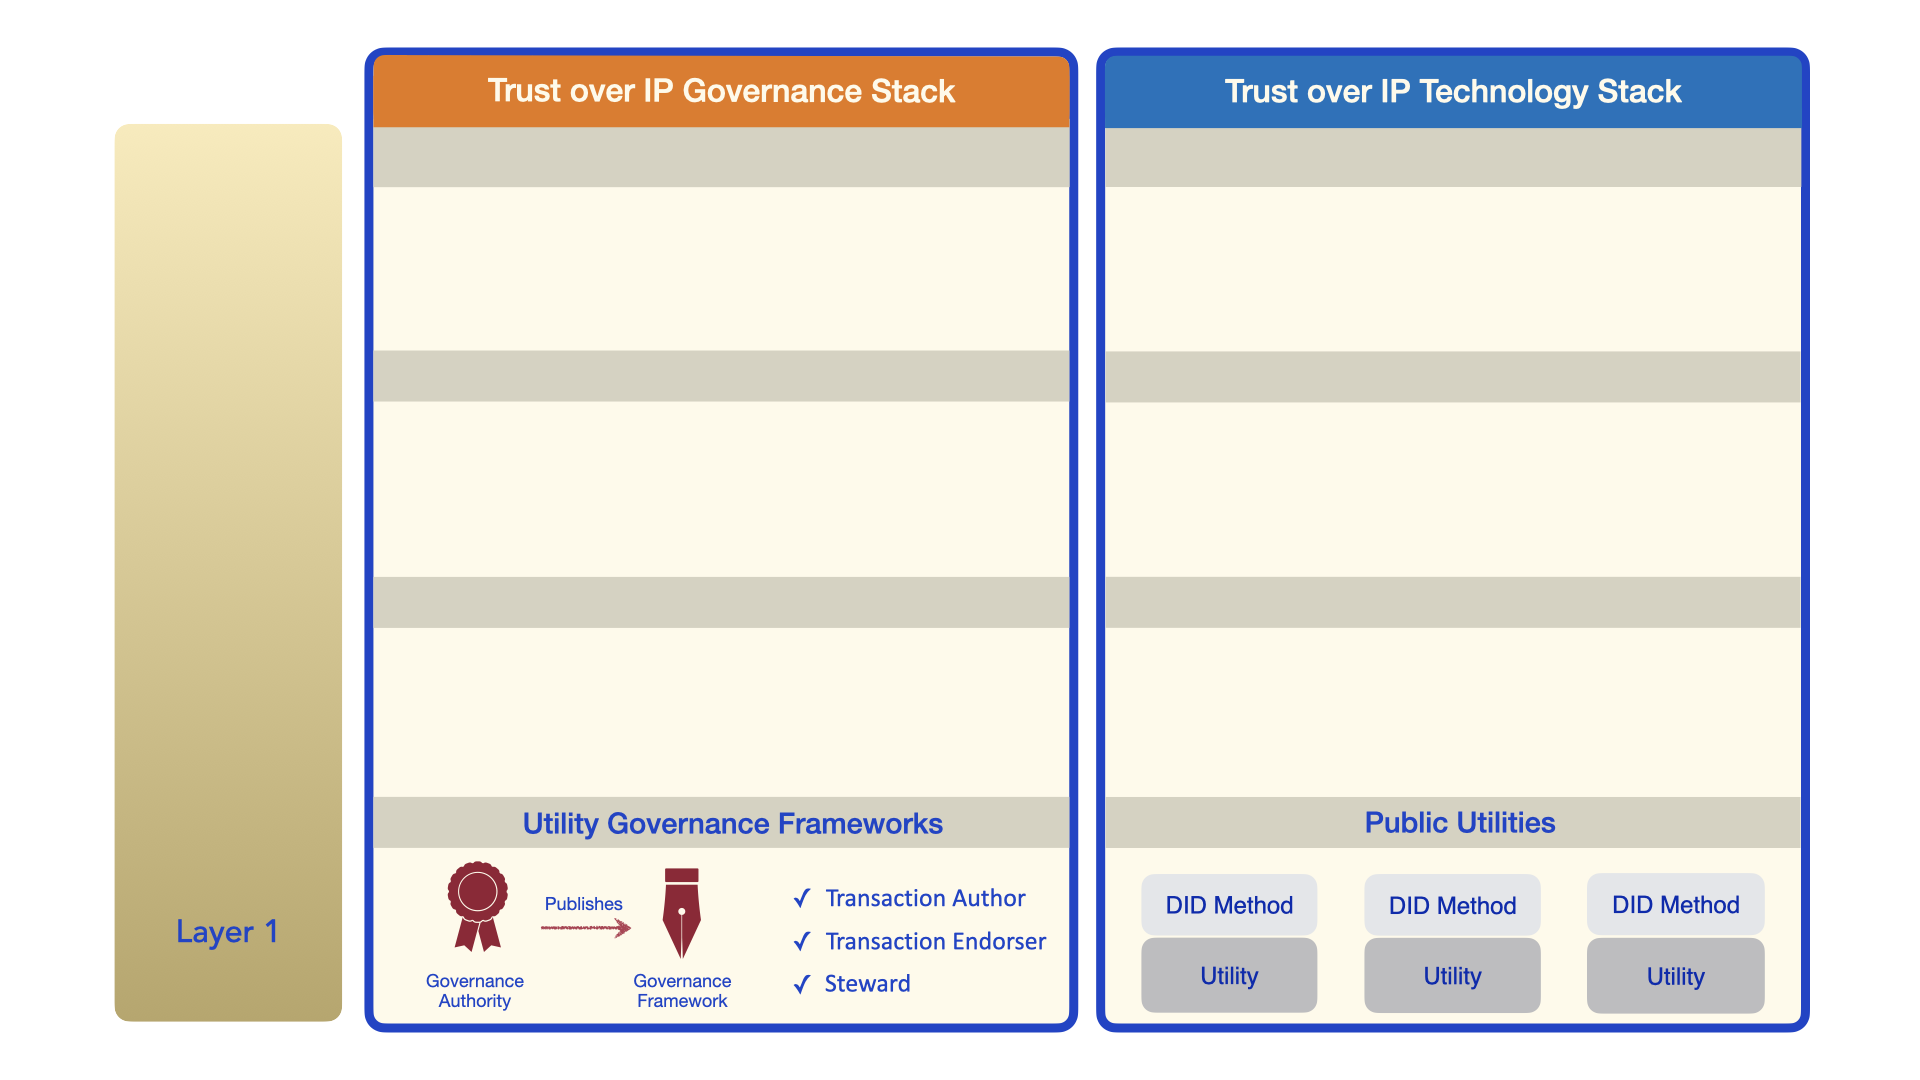 Trust over IP Governance Stack
Trust over IP Technology Stack
Layer 1
Utility Governance Frameworks
Publishes
Governance
Authority
Governance
Framework
✓ Transaction Author
✓ Transaction Endorser
✓ Steward
Public Utilities
DID Method
DID Method
DID Method
Utility
Utility
Utility